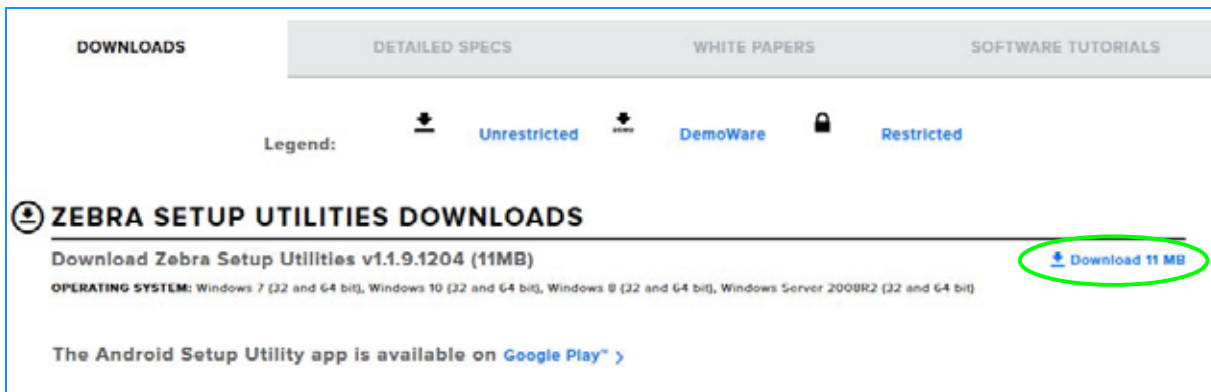 DOWNLOADS DETAILED SPECS WHITE PAPERS SOFTWARE TUTORIALS
Legend: Unrestricted DEMO DemoWare Restricted
ZEBRA SETUP UTILITIES DOWNLOADS
Download Zebra Setup Utilities v1.1.9.1204 (11MB) Download 11 MB
OPERATING SYSTEM: Windows 7 (32 and 64 bit), Windows 10 (32 and 64 bit), Windows 8 (32 and 64 bit), Windows Server 2008R2 (32 and 64 bit)
The Android Setup Utility app is available on Google Play™ >